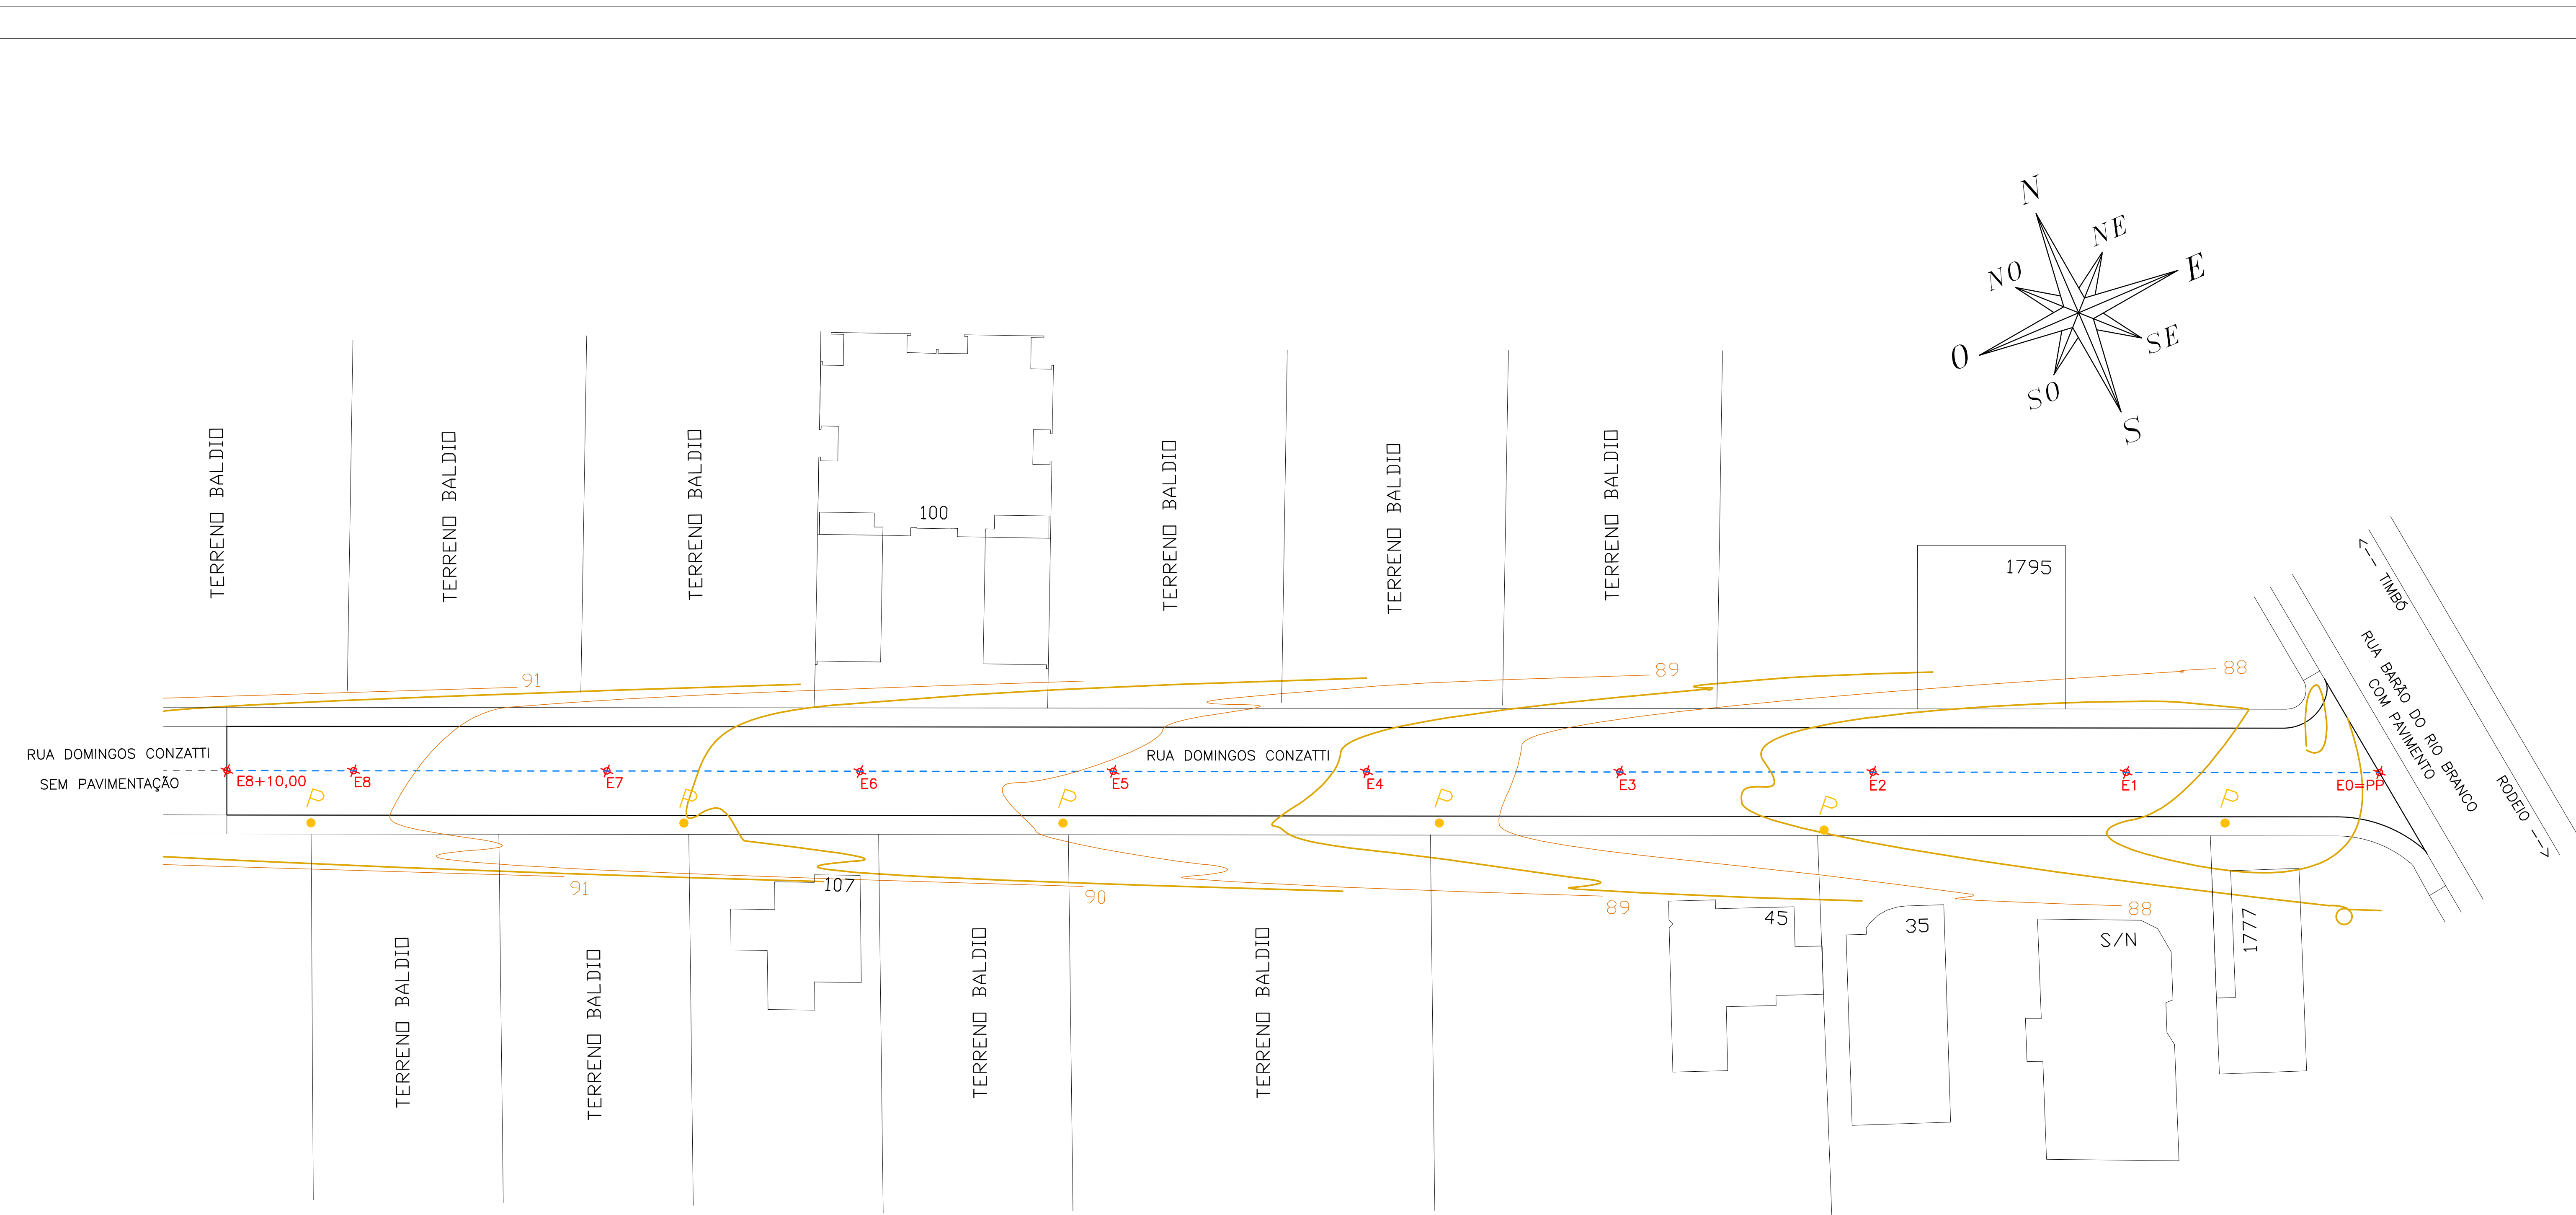 N
NE
E
NO
SE
O
SO
S
TERRENO BALDIO
TERRENO BALDIO
TERRENO BALDIO
100
TERRENO BALDIO
TERRENO BALDIO
TERRENO BALDIO
1795
<--- TIMBÓ
RUA BARÃO DO RIO BRANCO
COM PAVIMENTO
RODEIO --->
91
89
88
RUA DOMINGOS CONZATTI
SEM PAVIMENTAÇÃO
RUA DOMINGOS CONZATTI
E8+10,00
E8
E7
E6
E5
E4
E3
E2
E1
E0=PP
P
P
P
P
P
P
91
107
90
89
88
45
35
S/N
1777
TERRENO BALDIO
TERRENO BALDIO
TERRENO BALDIO
TERRENO BALDIO